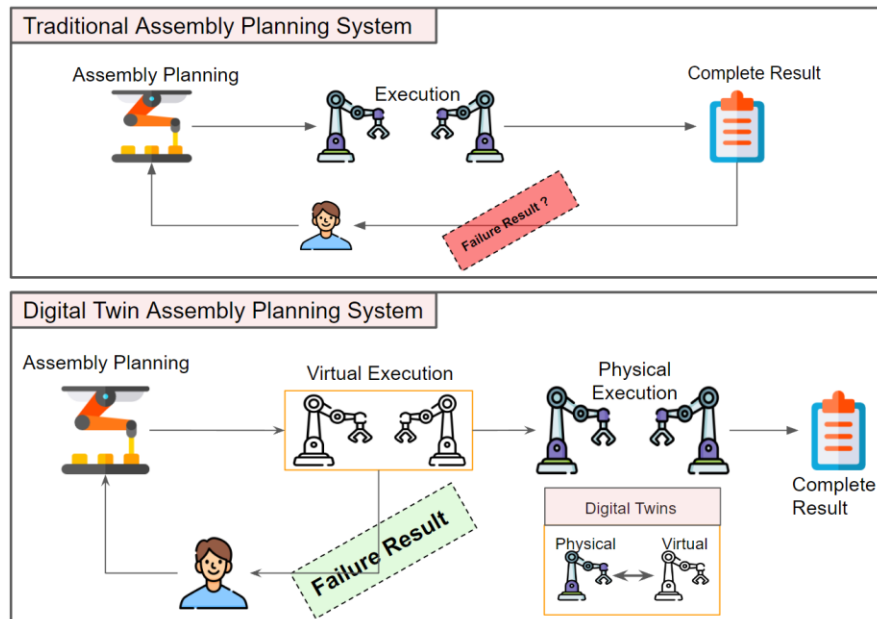 Traditional Assembly Planning System
Assembly Planning
Execution
Complete Result
Failure Result ?
Digital Twin Assembly Planning System
Assembly Planning
Virtual Execution
Physical
Execution
Complete
Result
Failure Result
Digital Twins
Physical
Virtual